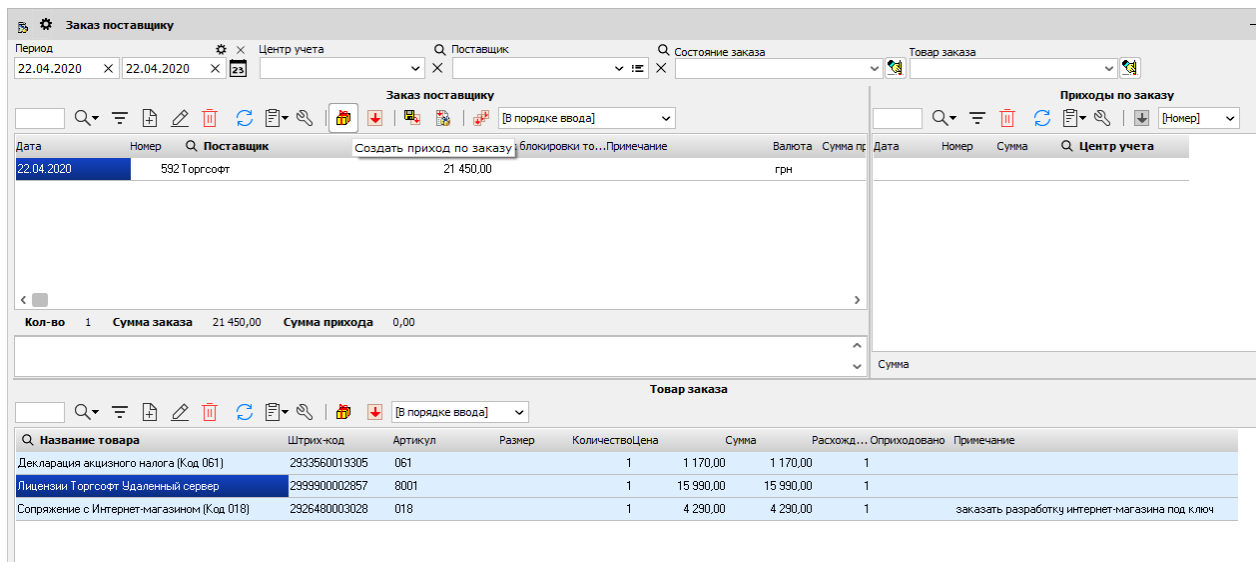 Заказ поставщику
Период Центр учета Поставщик Состояние заказа Товар заказа
22.04.2020 22.04.2020 23
Заказ поставщику Приходы по заказу
[В порядке ввода] [Номер]
Дата Номер Поставщик Создать приход по заказу блокировки то...Примечание Валюта Сумма пр Дата Номер Сумма Центр учета
22.04.2020 592 Торгсофт 21 450,00 грн
Кол-во 1 Сумма заказа 21 450,00 Сумма прихода 0,00
Сумма
Товар заказа
[В порядке ввода]
Название товара Штрих-код Артикул Размер Количество Цена Сумма Расхожд... Оприходовано Примечание
Декларация акцизного налога (Код 061) 2933560019305 061 1 1 170,00 1 170,00 1
Лицензии Торгсофт Удаленный сервер 2999900002857 8001 1 15 990,00 15 990,00 1
Сопряжение с Интернет-магазином (Код 018) 2926480003028 018 1 4 290,00 4 290,00 1 заказать разработку интернет-магазина под ключ